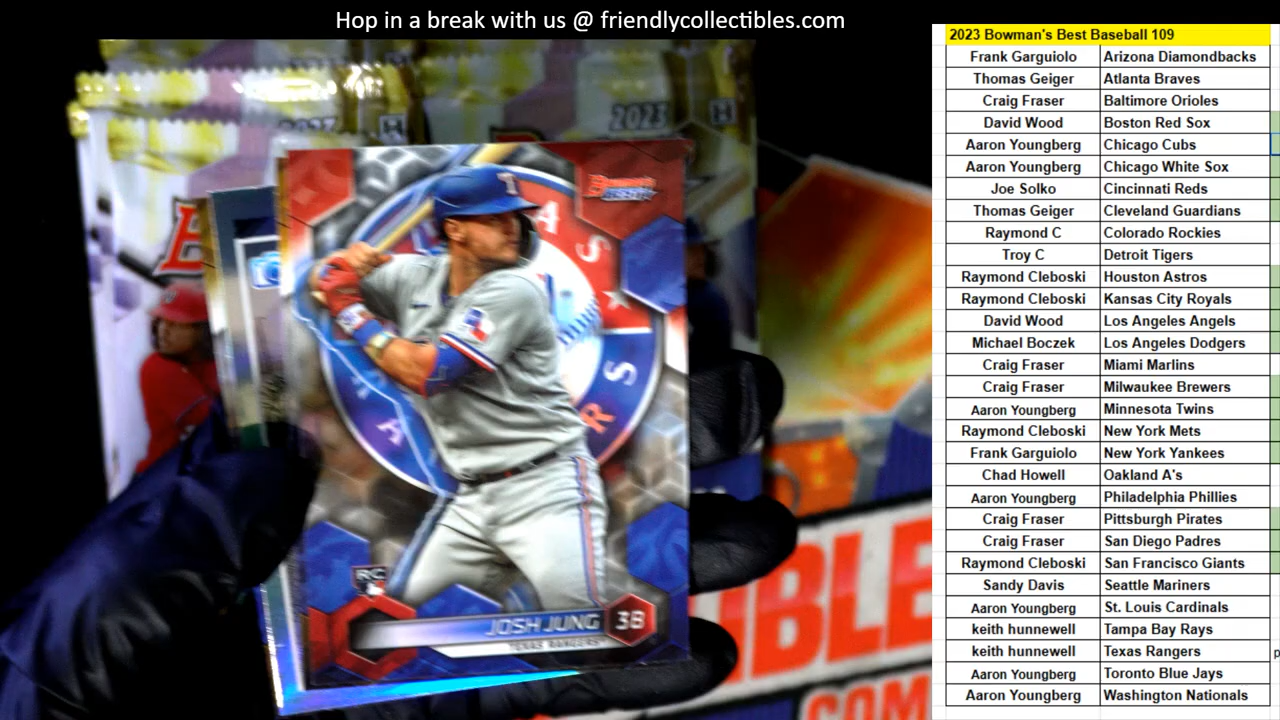 Hop in a break with us @ friendlycollectibles.com
2023 Bowman's Best Baseball 109
Frank Garguiolo Arizona Diamondbacks
Thomas Geiger Atlanta Braves
Craig Fraser Baltimore Orioles
David Wood Boston Red Sox
Aaron Youngberg Chicago Cubs
Aaron Youngberg Chicago White Sox
Joe Solko Cincinnati Reds
Thomas Geiger Cleveland Guardians
Raymond C Colorado Rockies
Troy C Detroit Tigers
Raymond Cleboski Houston Astros
Raymond Cleboski Kansas City Royals
David Wood Los Angeles Angels
Michael Boczek Los Angeles Dodgers
Craig Fraser Miami Marlins
Craig Fraser Milwaukee Brewers
Aaron Youngberg Minnesota Twins
Raymond Cleboski New York Mets
Frank Garguiolo New York Yankees
Chad Howell Oakland A's
Aaron Youngberg Philadelphia Phillies
Craig Fraser Pittsburgh Pirates
Craig Fraser San Diego Padres
Raymond Cleboski San Francisco Giants
Sandy Davis Seattle Mariners
Aaron Youngberg St. Louis Cardinals
keith hunnewell Tampa Bay Rays
keith hunnewell Texas Rangers p
Aaron Youngberg Toronto Blue Jays
Aaron Youngberg Washington Nationals
2023 H
2023 H
Bowman's
Best
T
A S
A R S
RC
JOSH JUNG 38
TEXAS RANGERS
IBLE
COM